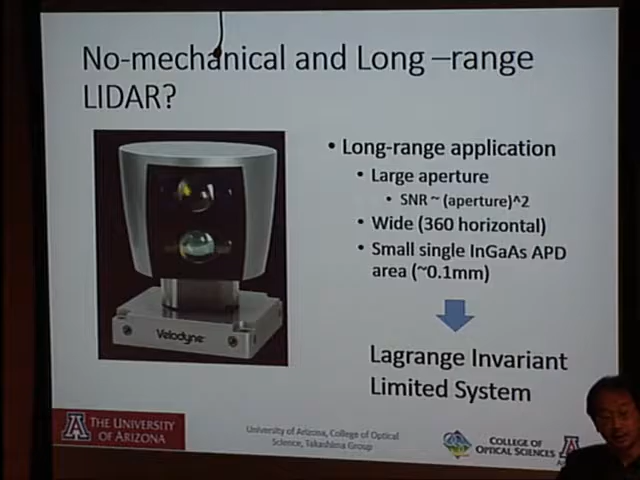 No-mechanical and Long –range
LIDAR?
• Long-range application
• Large aperture
• SNR ~ (aperture)^2
• Wide (360 horizontal)
• Small single InGaAs APD
area (~0.1mm)
Lagrange Invariant
Limited System
Velodyne
A
THE UNIVERSITY
OF ARIZONA
University of Arizona, College of Optical
Science, Takashima Group
COLLEGE OF
OPTICAL SCIENCES
A